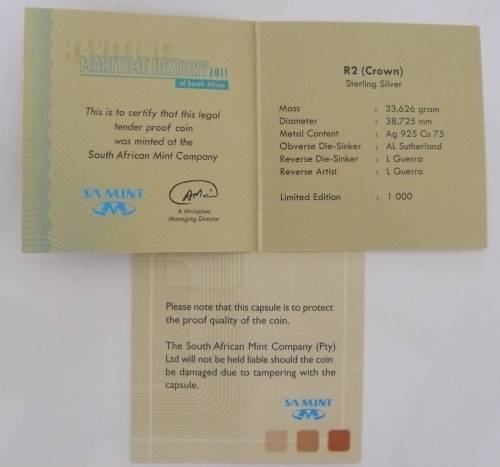 MARITIME
MARITIME HISTORY 2011
of South Africa
This is to certify that this legal
tender proof coin
was minted at the
South African Mint Company
SA MINT
A Mvinjelwa
Managing Director
R2 (Crown)
Sterling Silver
Mass : 33.626 gram
Diameter : 38.725 mm
Metal Content : Ag 925 Cu 75
Obverse Die-Sinker : AL Sutherland
Reverse Die-Sinker : L Guerra
Reverse Artist : L Guerra
Limited Edition : 1 000
Please note that this capsule is to protect
the proof quality of the coin.
The South African Mint Company (Pty)
Ltd will not be held liable should the coin
be damaged due to tampering with the
capsule.
SA MINT